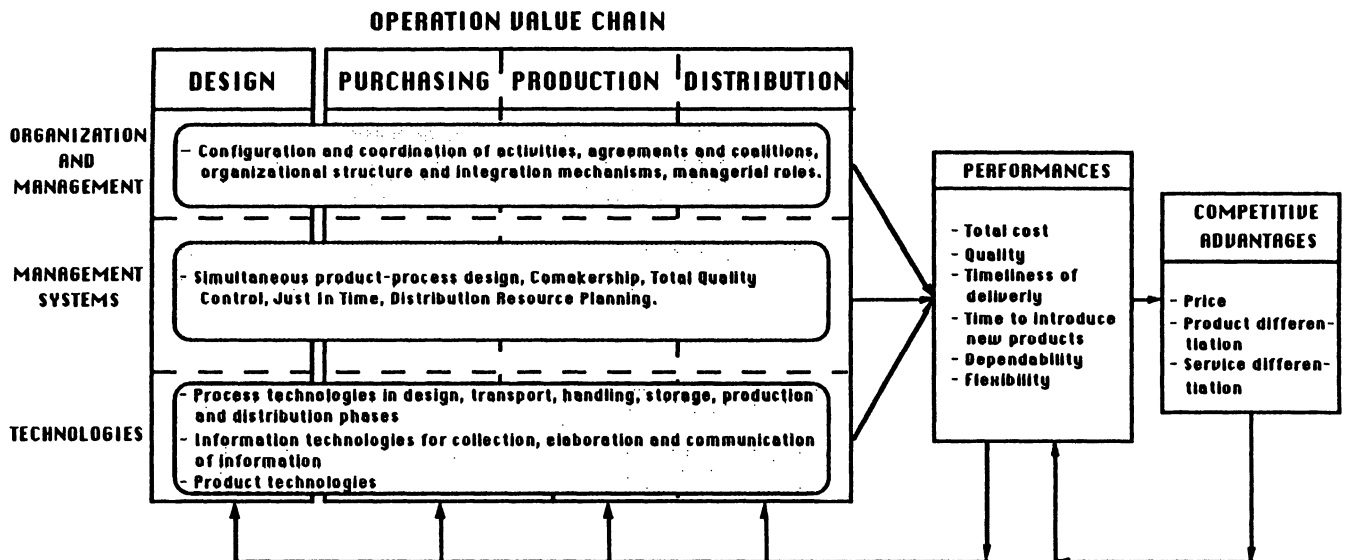 OPERATION VALUE CHAIN
DESIGN
PURCHASING
PRODUCTION
DISTRIBUTION
ORGANIZATION
AND
MANAGEMENT
- Configuration and coordination of activities, agreements and coalitions,
organizational structure and integration mechanisms, managerial roles.
MANAGEMENT
SYSTEMS
- Simultaneous product-process design, Comakership, Total Quality
Control, Just in Time, Distribution Resource Planning.
TECHNOLOGIES
- Process technologies in design, transport, handling, storage, production
and distribution phases
- Information technologies for collection, elaboration and communication
of information
- Product technologies
PERFORMANCES
- Total cost
- Quality
- Timeliness of
deliverly
- Time to introduce
new products
- Dependability
- Flexibility
COMPETITIVE
ADVANTAGES
- Price
- Product differen-
tiation
- Service differen-
tiation